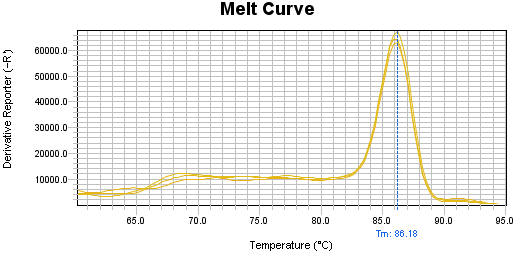 Melt Curve
Derivative Reporter (-R')
60000.0
50000.0
40000.0
30000.0
20000.0
10000.0
65.0 70.0 75.0 80.0 85.0 90.0 95.0
Tm: 86.18
Temperature (°C)